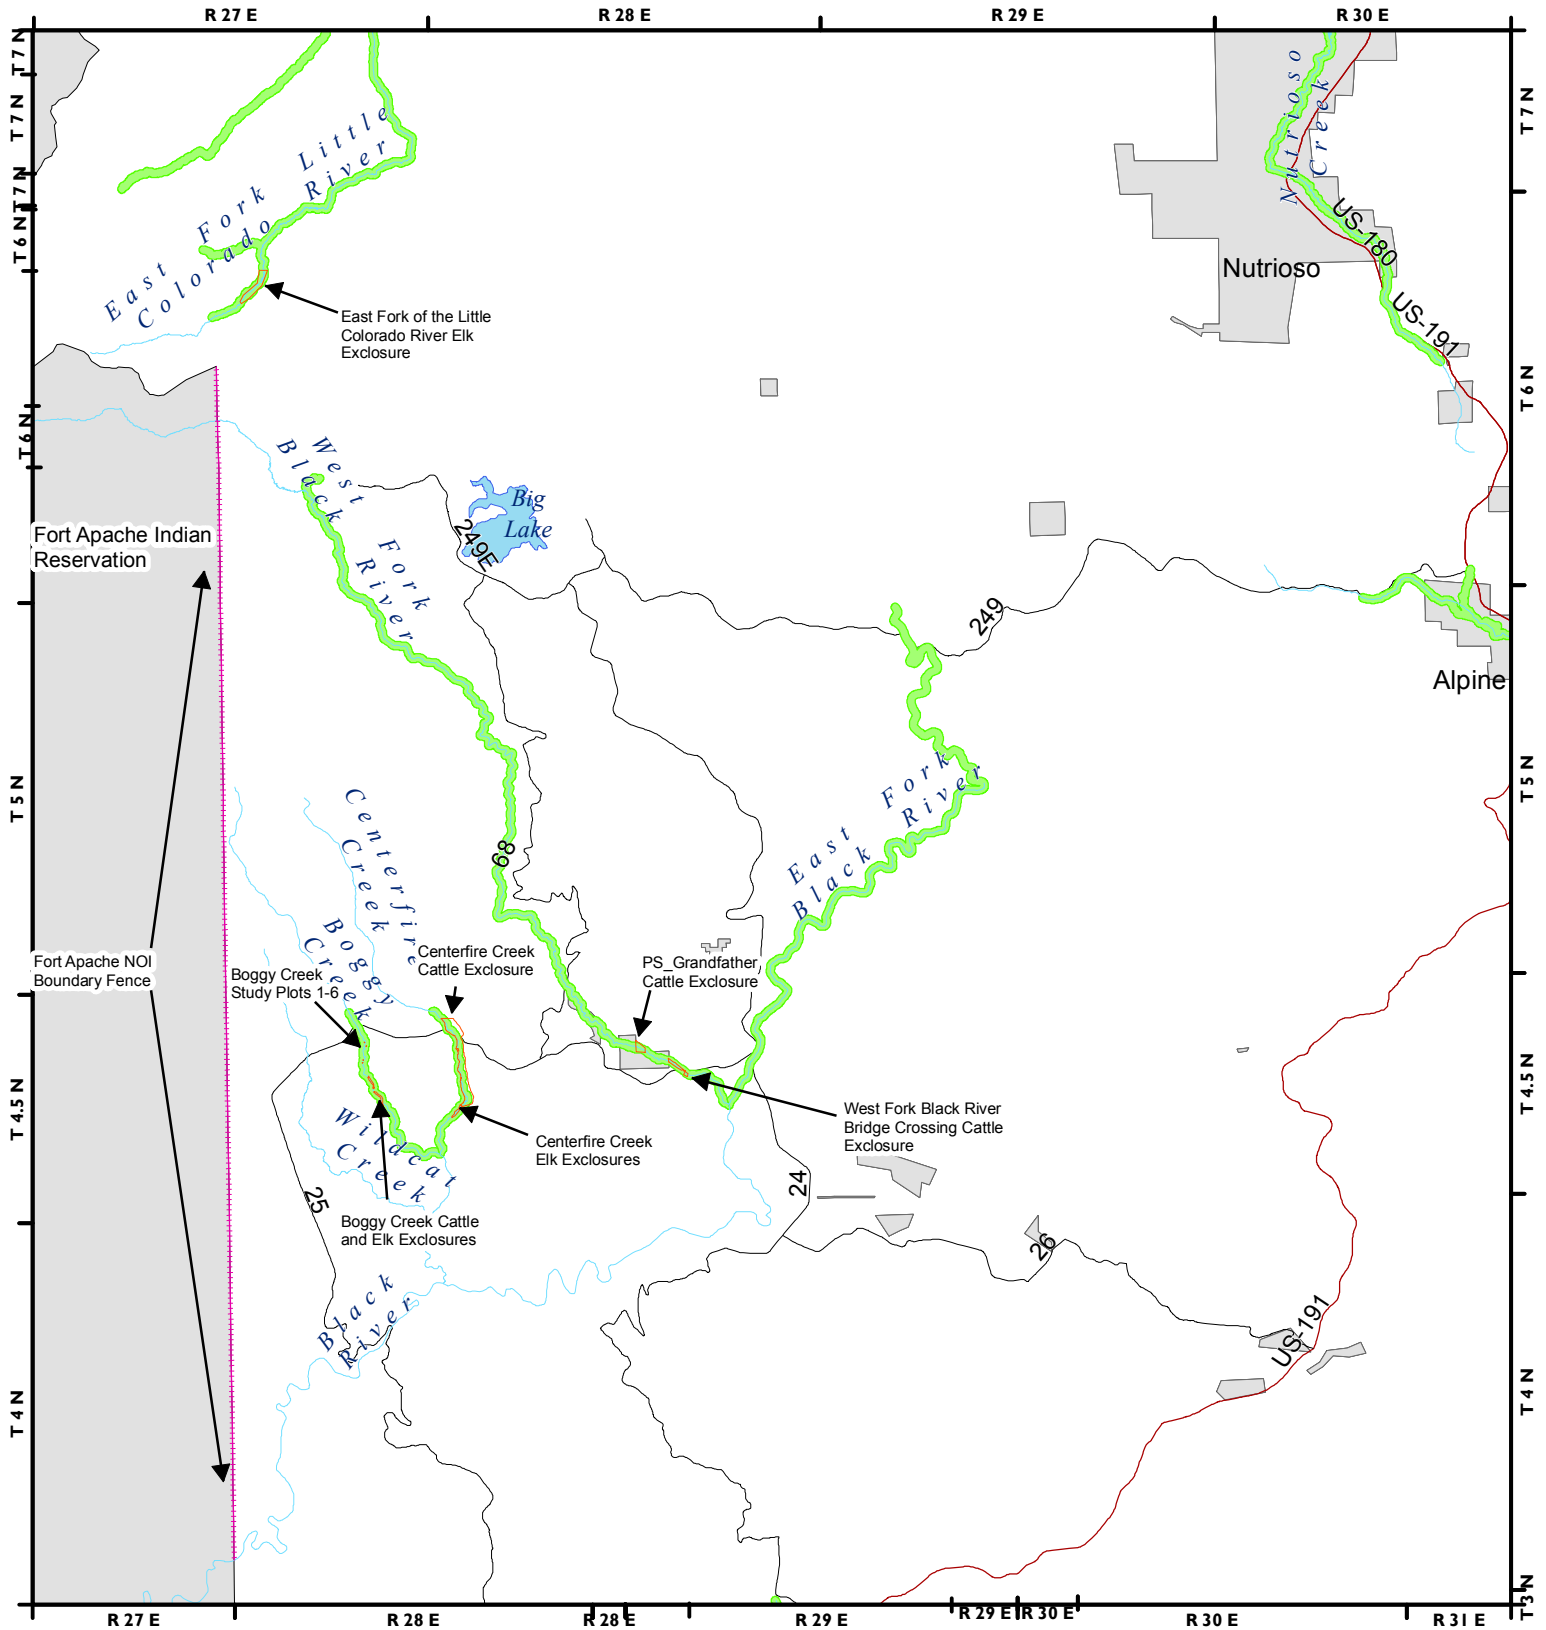 R 27 E
R 28 E
R 29 E
R 30 E
T 7 N
T 7 N
T 7 N
T 6 N
T 6 N
T 5 N
T 4.5 N
T 4 N
T 7 N
T 6 N
T 5 N
T 4.5 N
T 4 N
T 3 N
East Fork Little
Colorado River
East Fork of the Little
Colorado River Elk
Exclosure
Nutrioso
Creek
US-180
Nutrioso
US-191
West Fork
Black River
Big
Lake
249E
Fort Apache Indian
Reservation
249
Alpine
East Fork
Black River
68
Centerfire
Creek
Boggy
Creek
Centerfire Creek
Cattle Exclosure
PS_Grandfather
Cattle Exclosure
Fort Apache NOI
Boundary Fence
Boggy Creek
Study Plots 1-6
West Fork Black River
Bridge Crossing Cattle
Exclosure
Wildcat
Creek
Centerfire Creek
Elk Exclosures
25
24
Boggy Creek Cattle
and Elk Exclosures
26
Black
River
US-191
R 27 E
R 28 E
R 28 E
R 29 E
R 29 E
R 30 E
R 30 E
R 31 E